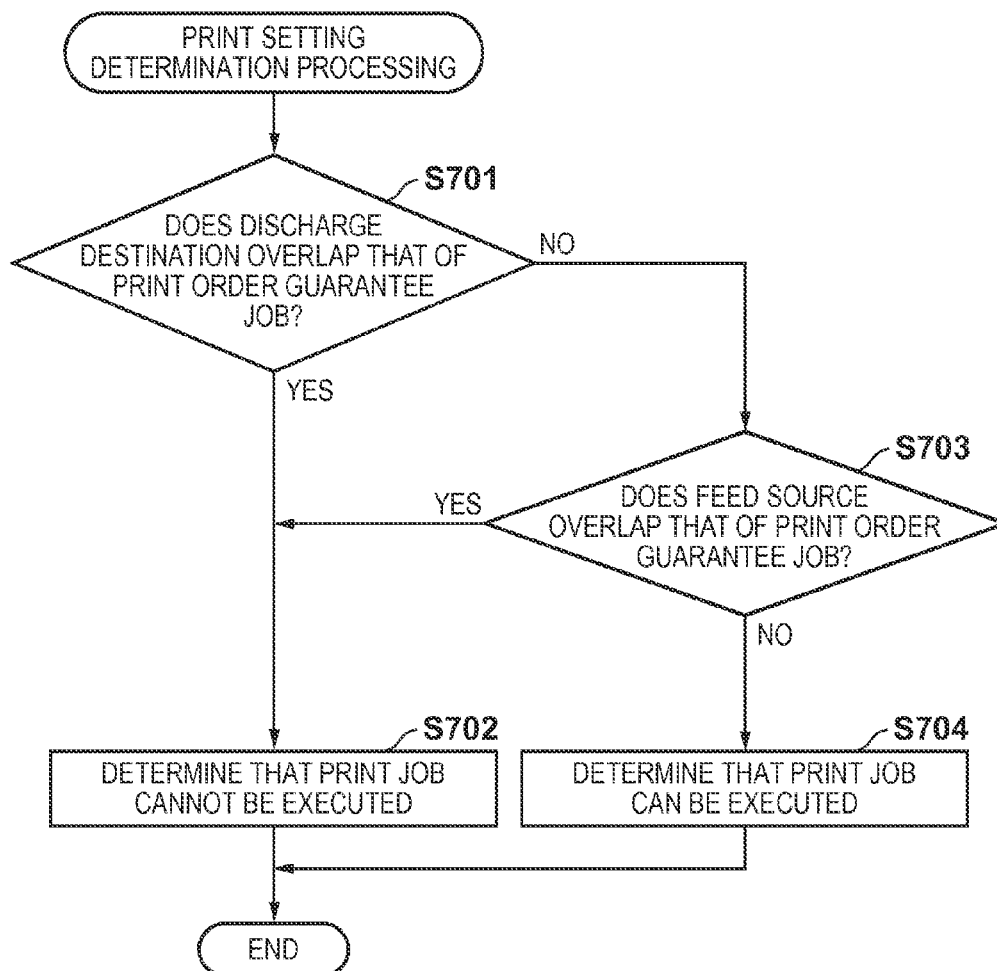 PRINT SETTING
DETERMINATION PROCESSING
S701
DOES DISCHARGE
DESTINATION OVERLAP THAT OF
PRINT ORDER GUARANTEE
JOB?
NO
YES
S703
YES
DOES FEED SOURCE
OVERLAP THAT OF PRINT ORDER
GUARANTEE JOB?
NO
S702
DETERMINE THAT PRINT JOB
CANNOT BE EXECUTED
S704
DETERMINE THAT PRINT JOB
CAN BE EXECUTED
END